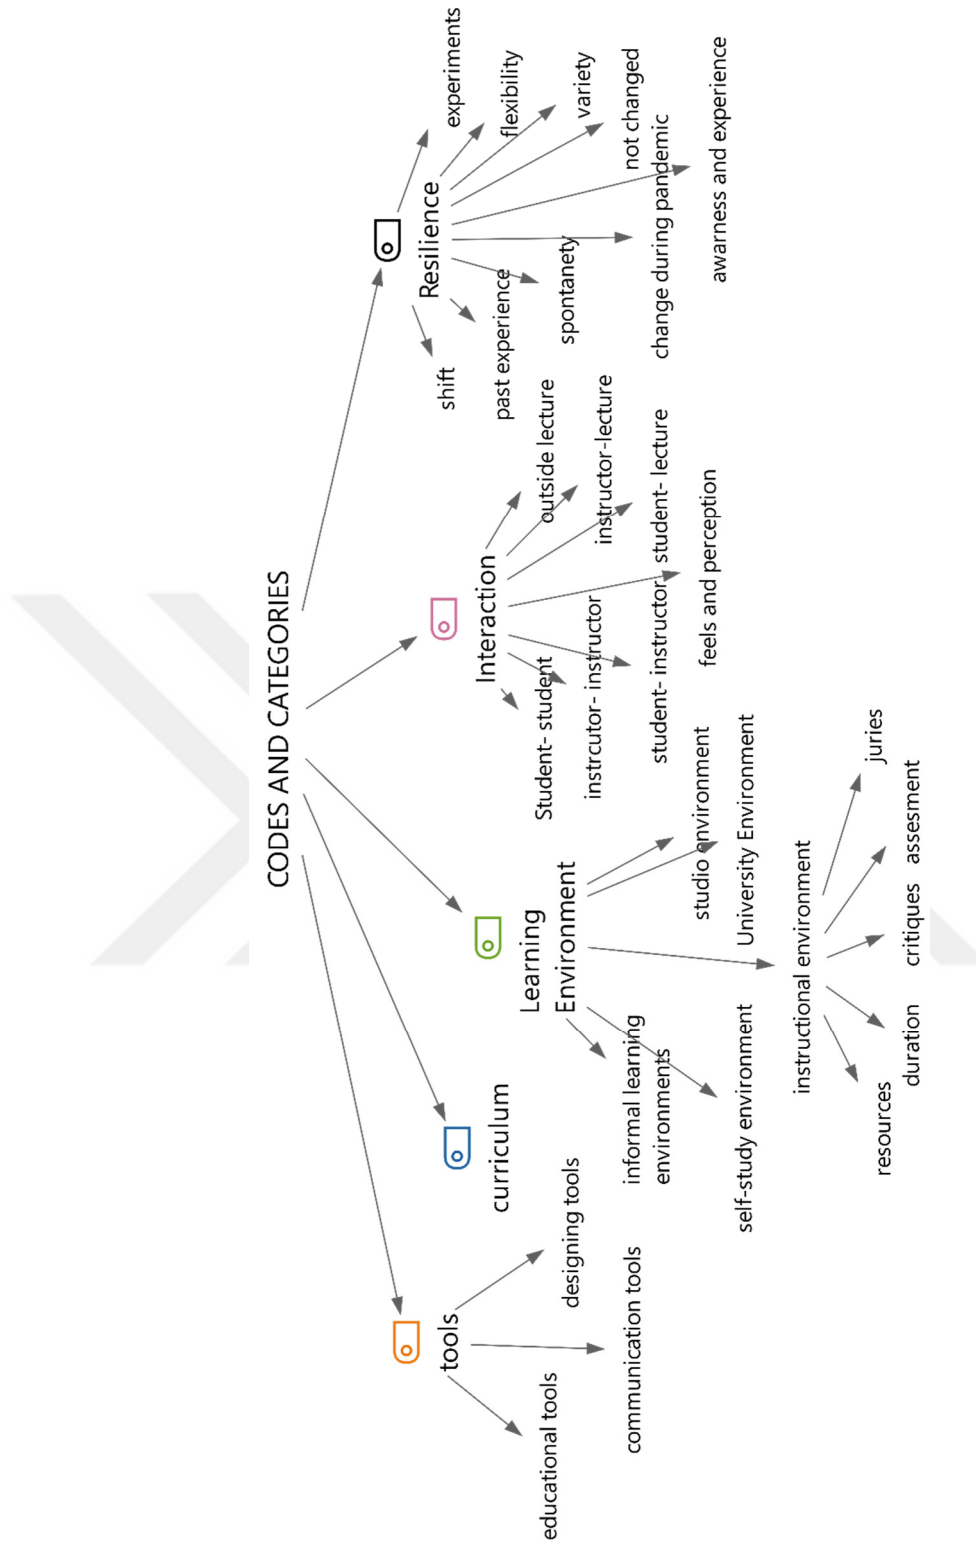 CODES AND CATEGORIES
tools
educational tools
communication tools
designing tools
curriculum
Learning
Environment
informal learning
environments
self-study environment
instructional environment
resources
duration
critiques
assesment
juries
University Environment
studio environment
Interaction
Student- student
instrcutor- instructor
student- instructor
feels and perception
student- lecture
instructor-lecture
outside lecture
Resilience
shift
past experience
spontanety
change during pandemic
awarness and experience
not changed
variety
flexibility
experiments